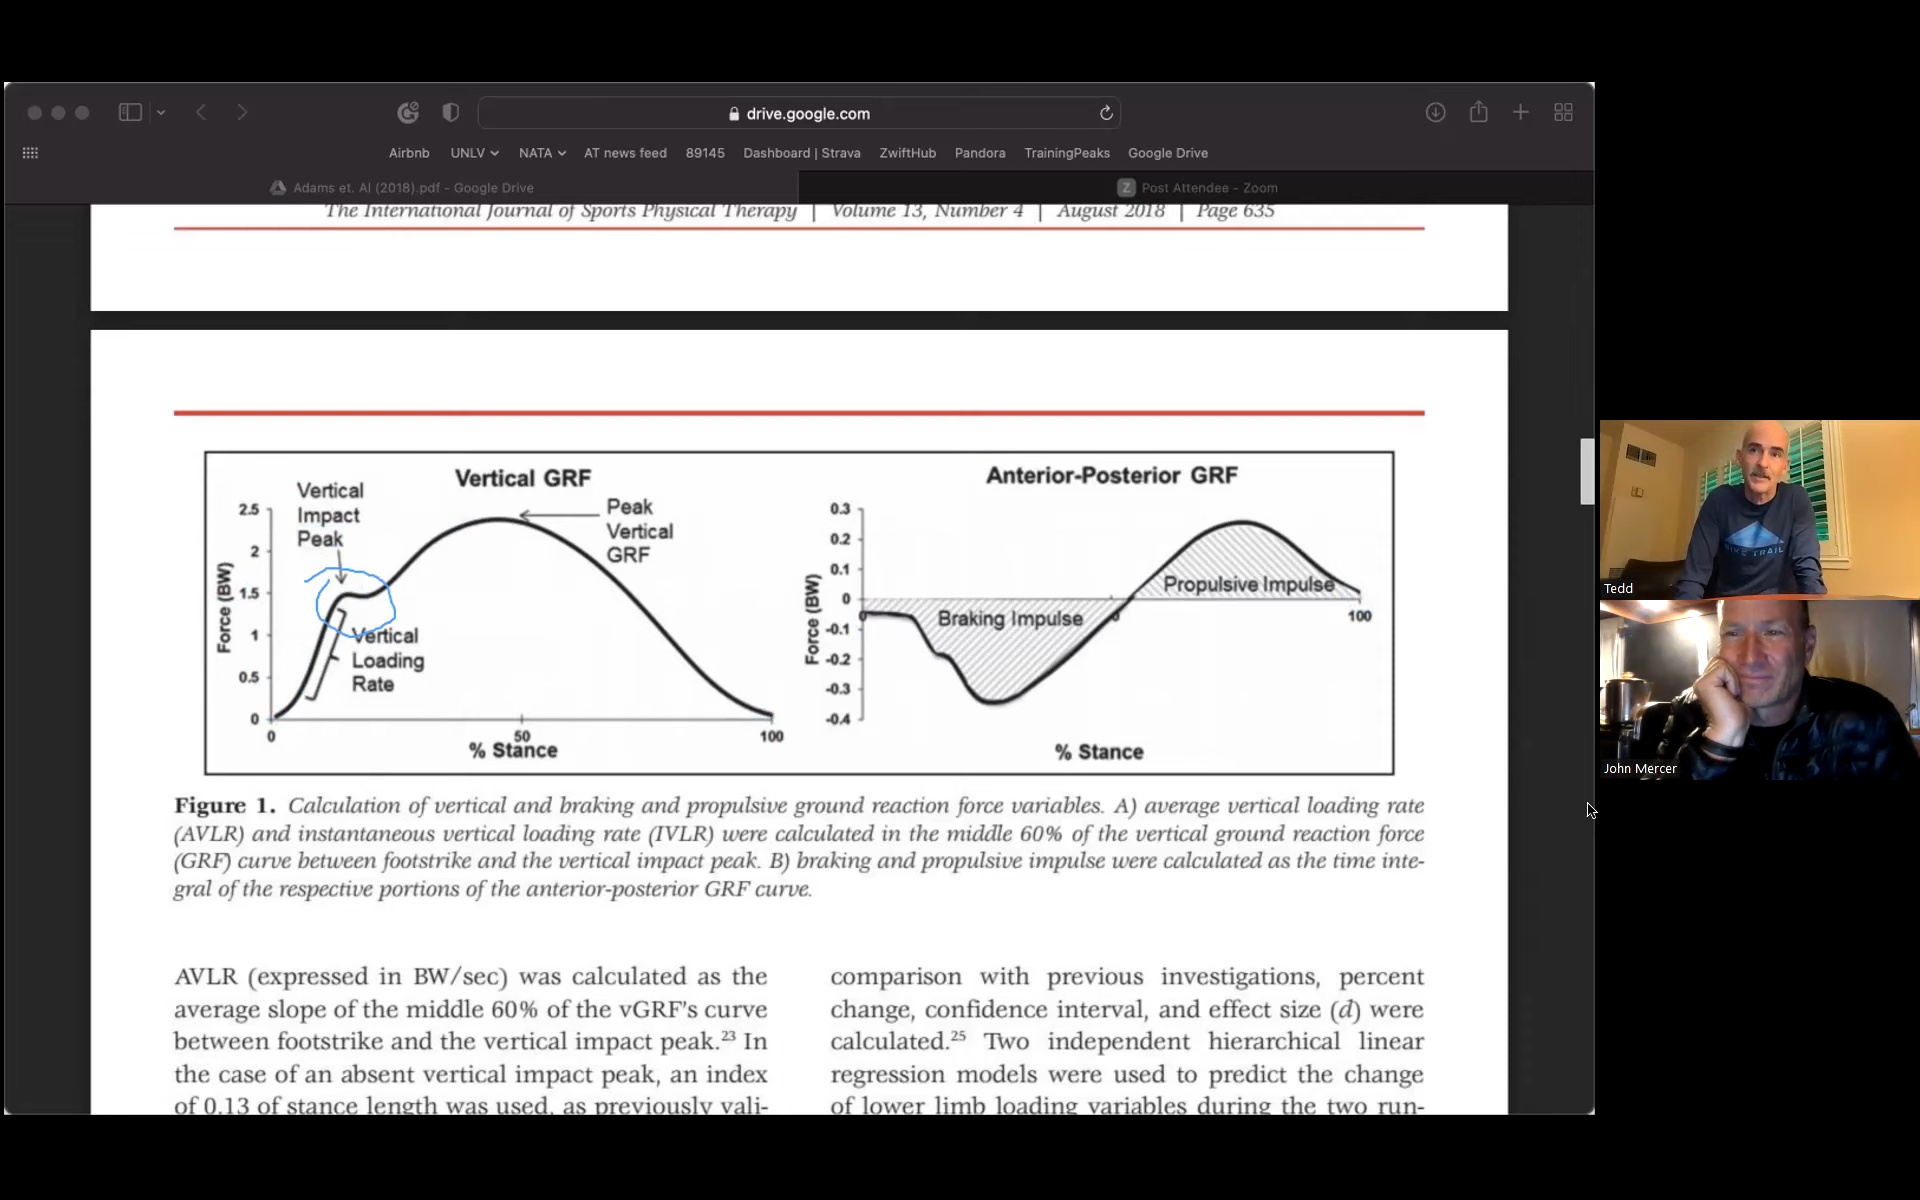 drive.google.com
Airbnb UNLV NATA AT news feed 89145 Dashboard | Strava ZwiftHub Pandora TrainingPeaks Google Drive
Adams et. Al (2018).pdf - Google Drive
Z Post Attendee - Zoom
The International Journal of Sports Physical Therapy | Volume 13, Number 4 | August 2018 | Page 635
Vertical GRF
Vertical
Impact
Peak
Peak
Vertical
GRF
Vertical
Loading
Rate
Force (BW)
2.5
2
1.5
1
0.5
0
0 50 100
% Stance
Anterior-Posterior GRF
Force (BW)
0.3
0.2
0.1
0
-0.1
-0.2
-0.3
-0.4
Braking Impulse
Propulsive Impulse
0 100
% Stance
Figure 1. Calculation of vertical and braking and propulsive ground reaction force variables. A) average vertical loading rate
(AVLR) and instantaneous vertical loading rate (IVLR) were calculated in the middle 60% of the vertical ground reaction force
(GRF) curve between footstrike and the vertical impact peak. B) braking and propulsive impulse were calculated as the time inte-
gral of the respective portions of the anterior-posterior GRF curve.
AVLR (expressed in BW/sec) was calculated as the
average slope of the middle 60% of the vGRF's curve
between footstrike and the vertical impact peak.23 In
the case of an absent vertical impact peak, an index
of 0.13 of stance length was used, as previously vali-
comparison with previous investigations, percent
change, confidence interval, and effect size (d) were
calculated.25 Two independent hierarchical linear
regression models were used to predict the change
of lower limb loading variables during the two run-
Tedd
John Mercer